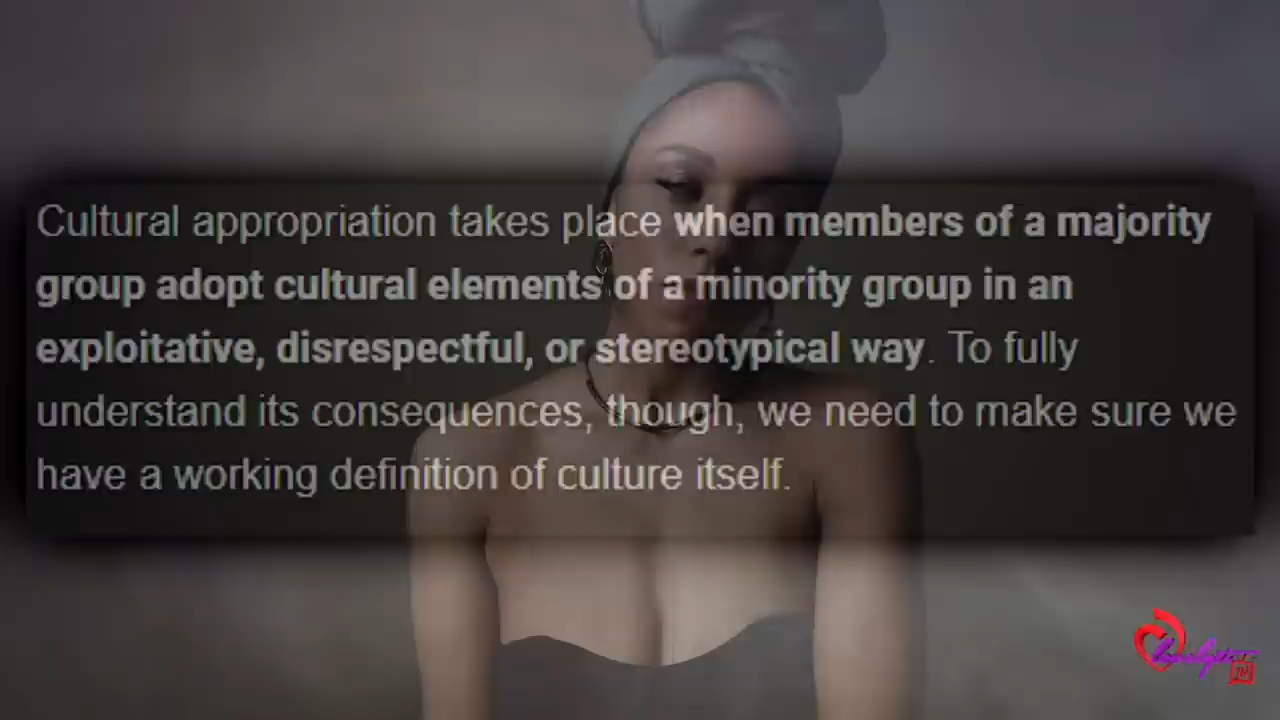 Cultural appropriation takes place when members of a majority
group adopt cultural elements of a minority group in an
exploitative, disrespectful, or stereotypical way. To fully
understand its consequences, though, we need to make sure we
have a working definition of culture itself.